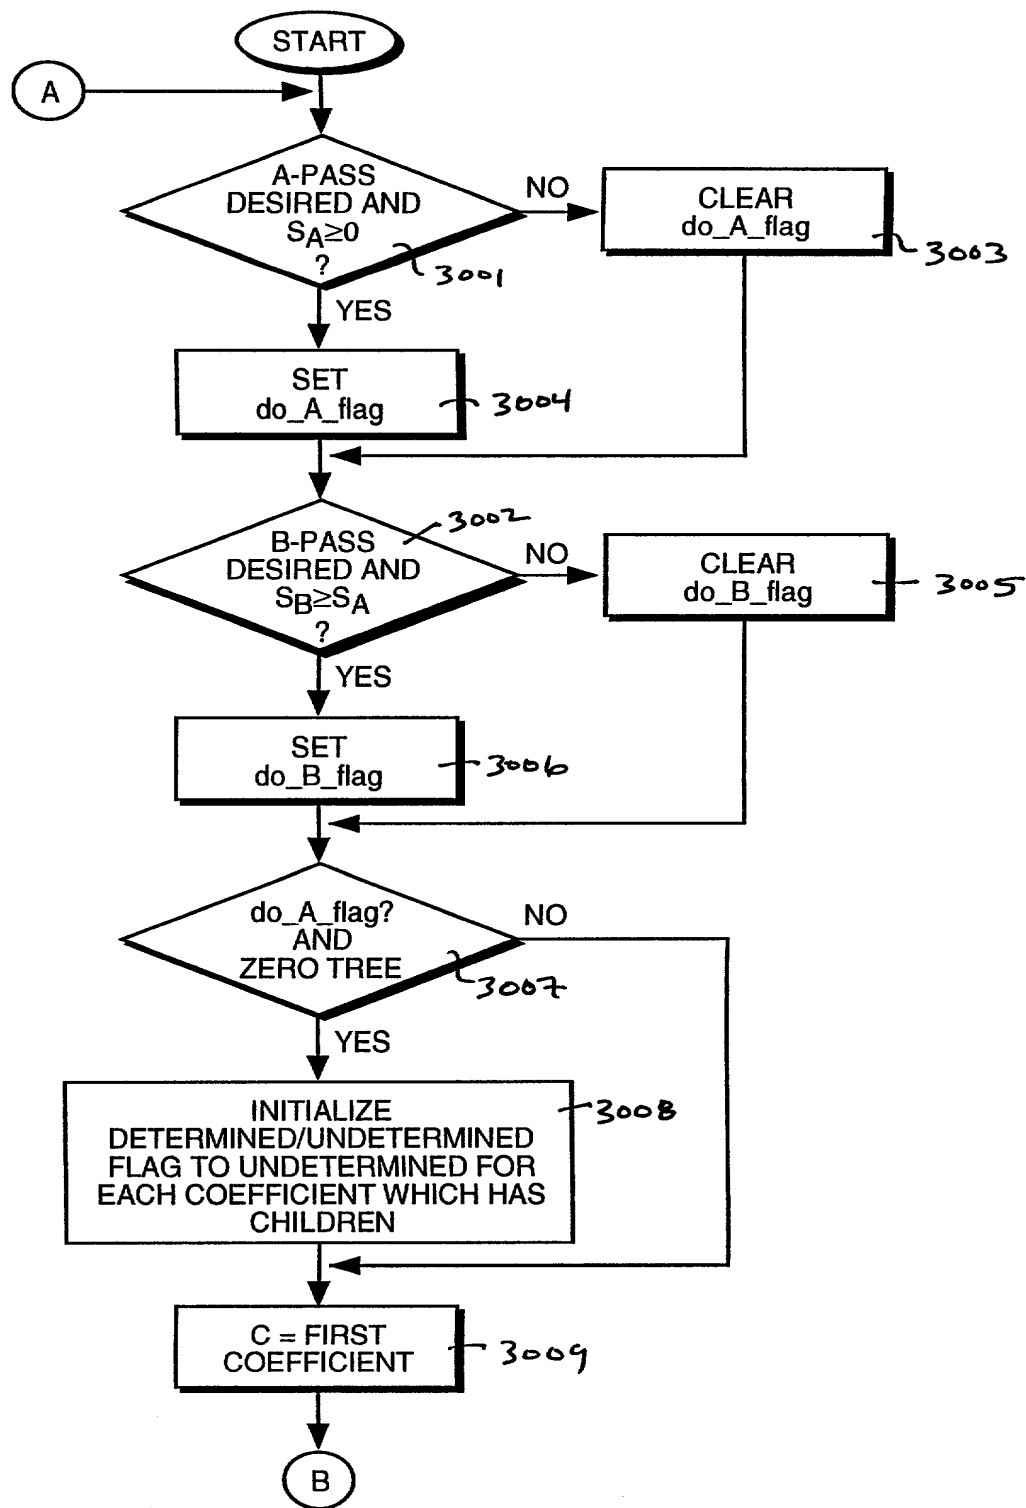 START
A
A-PASS
DESIRED AND
SA≥0
?
3001
NO
CLEAR
do_A_flag
3003
YES
SET
do_A_flag
3004
3002
B-PASS
DESIRED AND
SB≥SA
?
NO
CLEAR
do_B_flag
3005
YES
SET
do_B_flag
3006
do_A_flag?
AND
ZERO TREE
3007
NO
YES
INITIALIZE
DETERMINED/UNDETERMINED
FLAG TO UNDETERMINED FOR
EACH COEFFICIENT WHICH HAS
CHILDREN
3008
C = FIRST
COEFFICIENT
3009
B